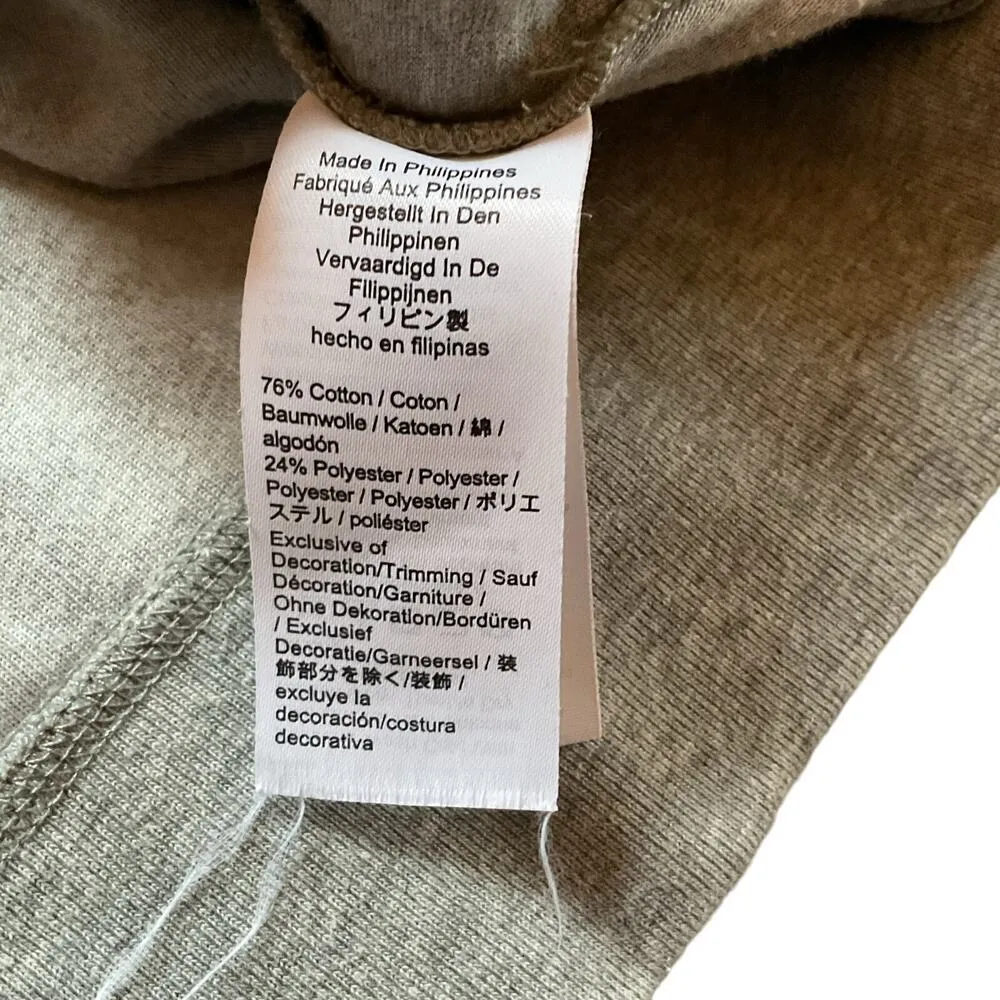 Made In Philippines
Fabriqué Aux Philippines
Hergestellt In Den
Philippinen
Vervaardigd In De
Filippijnen
フィリピン製
hecho en filipinas
76% Cotton / Coton /
Baumwolle / Katoen / 綿 /
algodón
24% Polyester / Polyester /
Polyester / Polyester / ポリエ
ステル / poliéster
Exclusive of
Decoration/Trimming / Sauf
Décoration/Garniture /
Ohne Dekoration/Bordüren
/ Exclusief
Decoratie/Garneersel / 装
飾部分を除く/装飾 /
excluye la
decoración/costura
decorativa